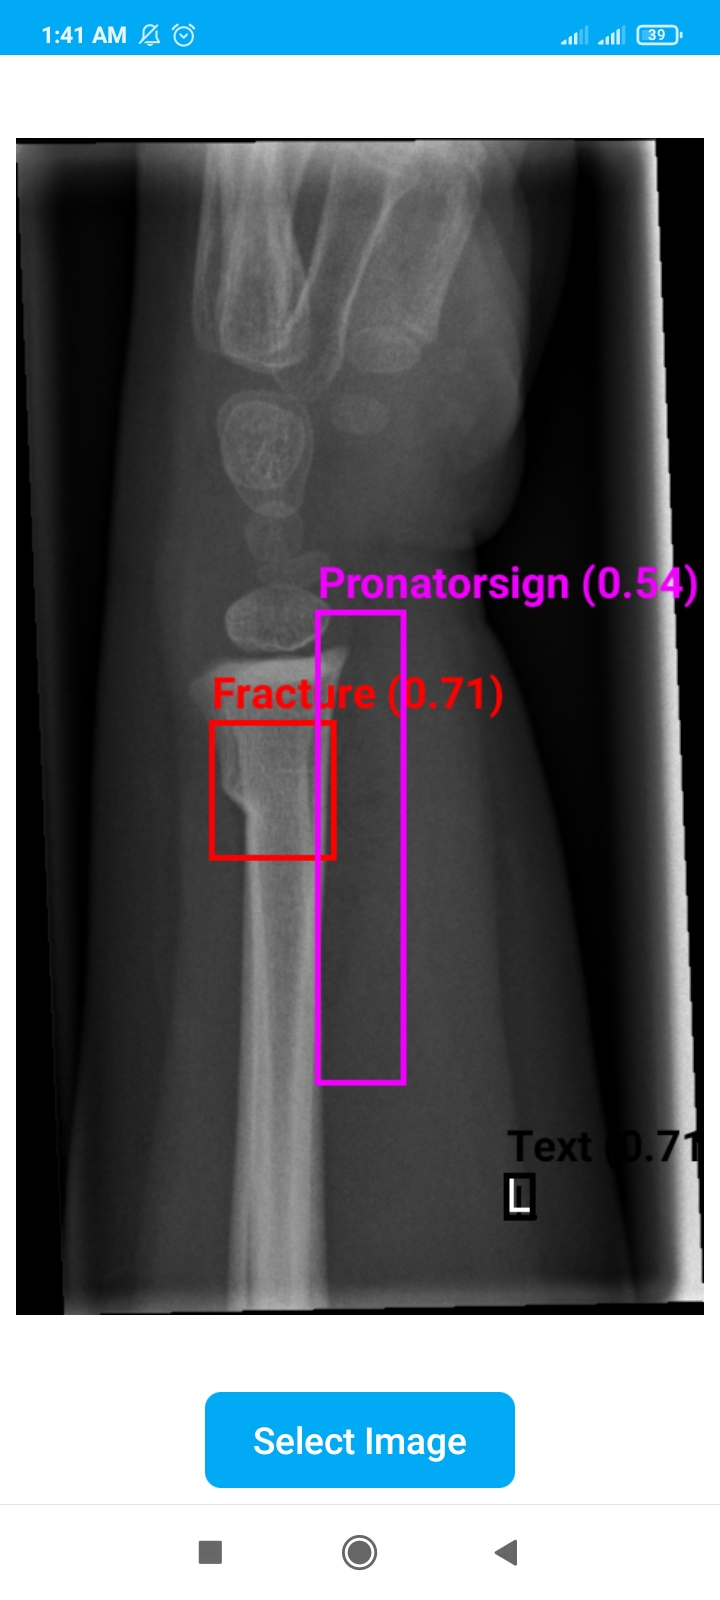 1:41 AM
39
Pronatorsign (0.54)
Fracture (0.71)
Text (0.71
L
Select Image